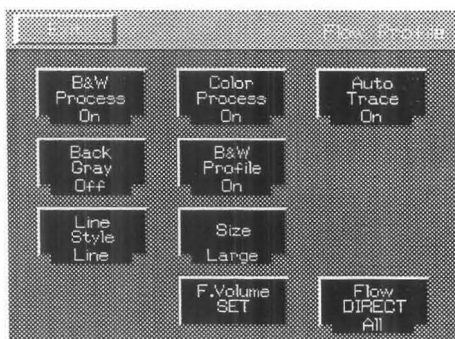 Exit
Flow Profile
B&W
Process
On
Color
Process
On
Auto
Trace
On
Back
Gray
Off
B&W
Profile
On
Line
Style
Line
Size
Large
F.Volume
SET
Flow
DIRECT
All